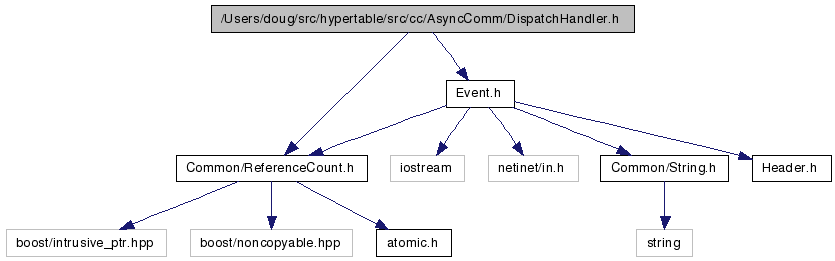 /Users/doug/src/hypertable/src/cc/AsyncComm/DispatchHandler.h
Event.h
Common/ReferenceCount.h
iostream
netinet/in.h
Common/String.h
Header.h
boost/intrusive_ptr.hpp
boost/noncopyable.hpp
atomic.h
string